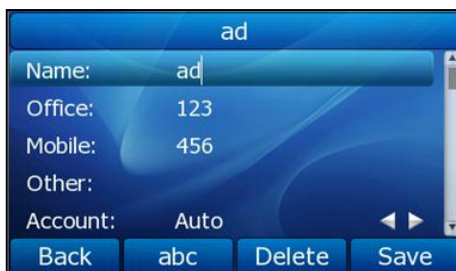 ad
Name: ad
Office: 123
Mobile: 456
Other:
Account: Auto
Back abc Delete Save